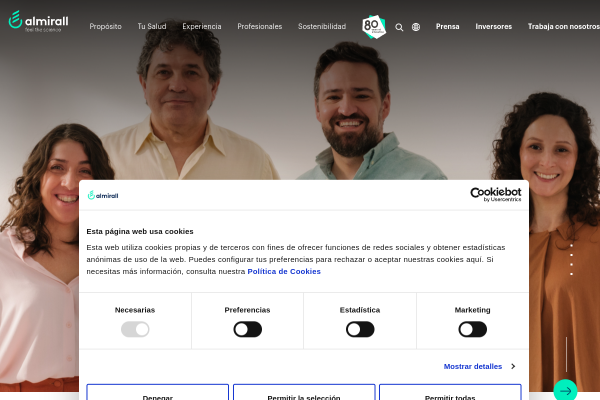 almirall
feel the science
Propósito
Tu Salud
Experiencia
Profesionales
Sostenibilidad
80
Prensa
Inversores
Trabaja con nosotros
almirall
Cookiebot
by Usercentrics
Esta página web usa cookies
Esta web utiliza cookies propias y de terceros con fines de ofrecer funciones de redes sociales y obtener estadísticas
anónimas de uso de la web. Puedes configurar tus preferencias para rechazar o aceptar nuestras cookies aquí. Si
necesitas más información, consulta nuestra Política de Cookies
Necesarias
Preferencias
Estadística
Marketing
Mostrar detalles
Denegar
Permitir la selección
Permitir todas